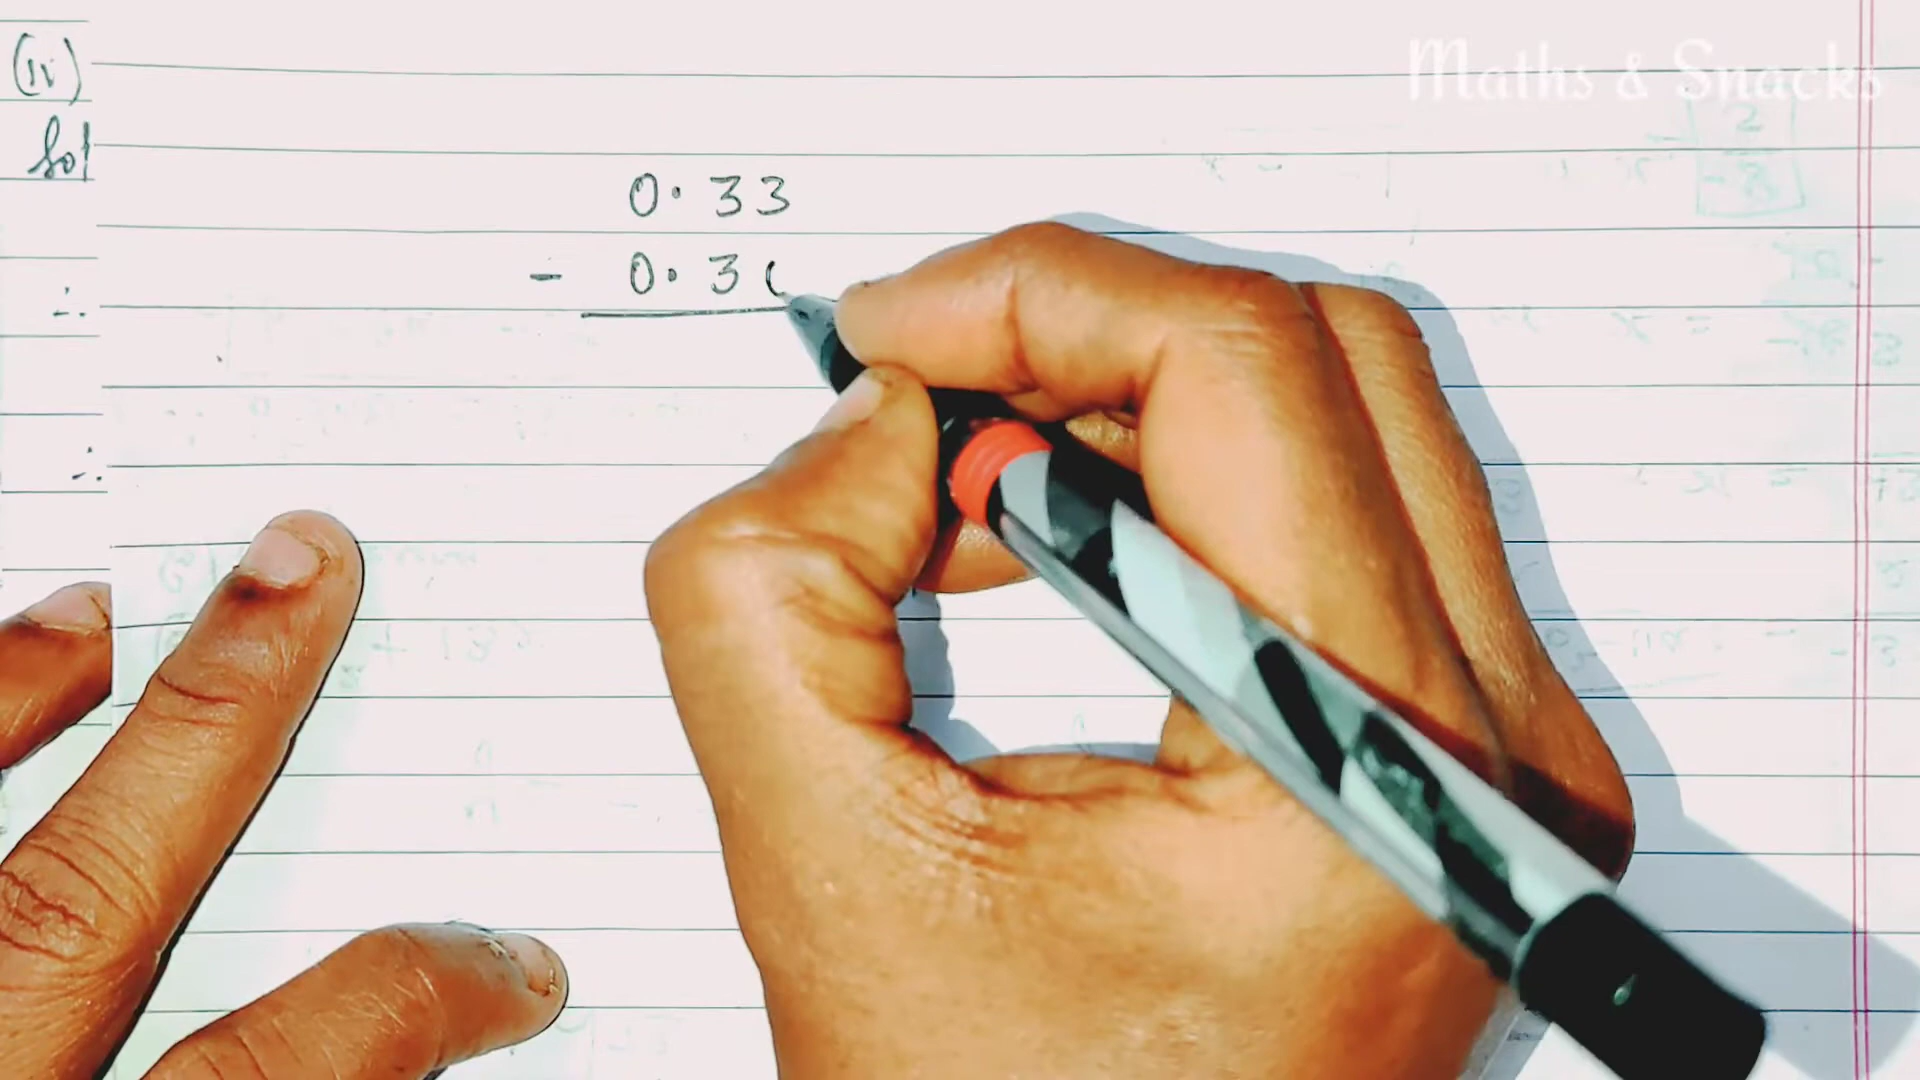 Maths & Snacks
(iv)
Sol
0.33
- 0.3
∴
∴